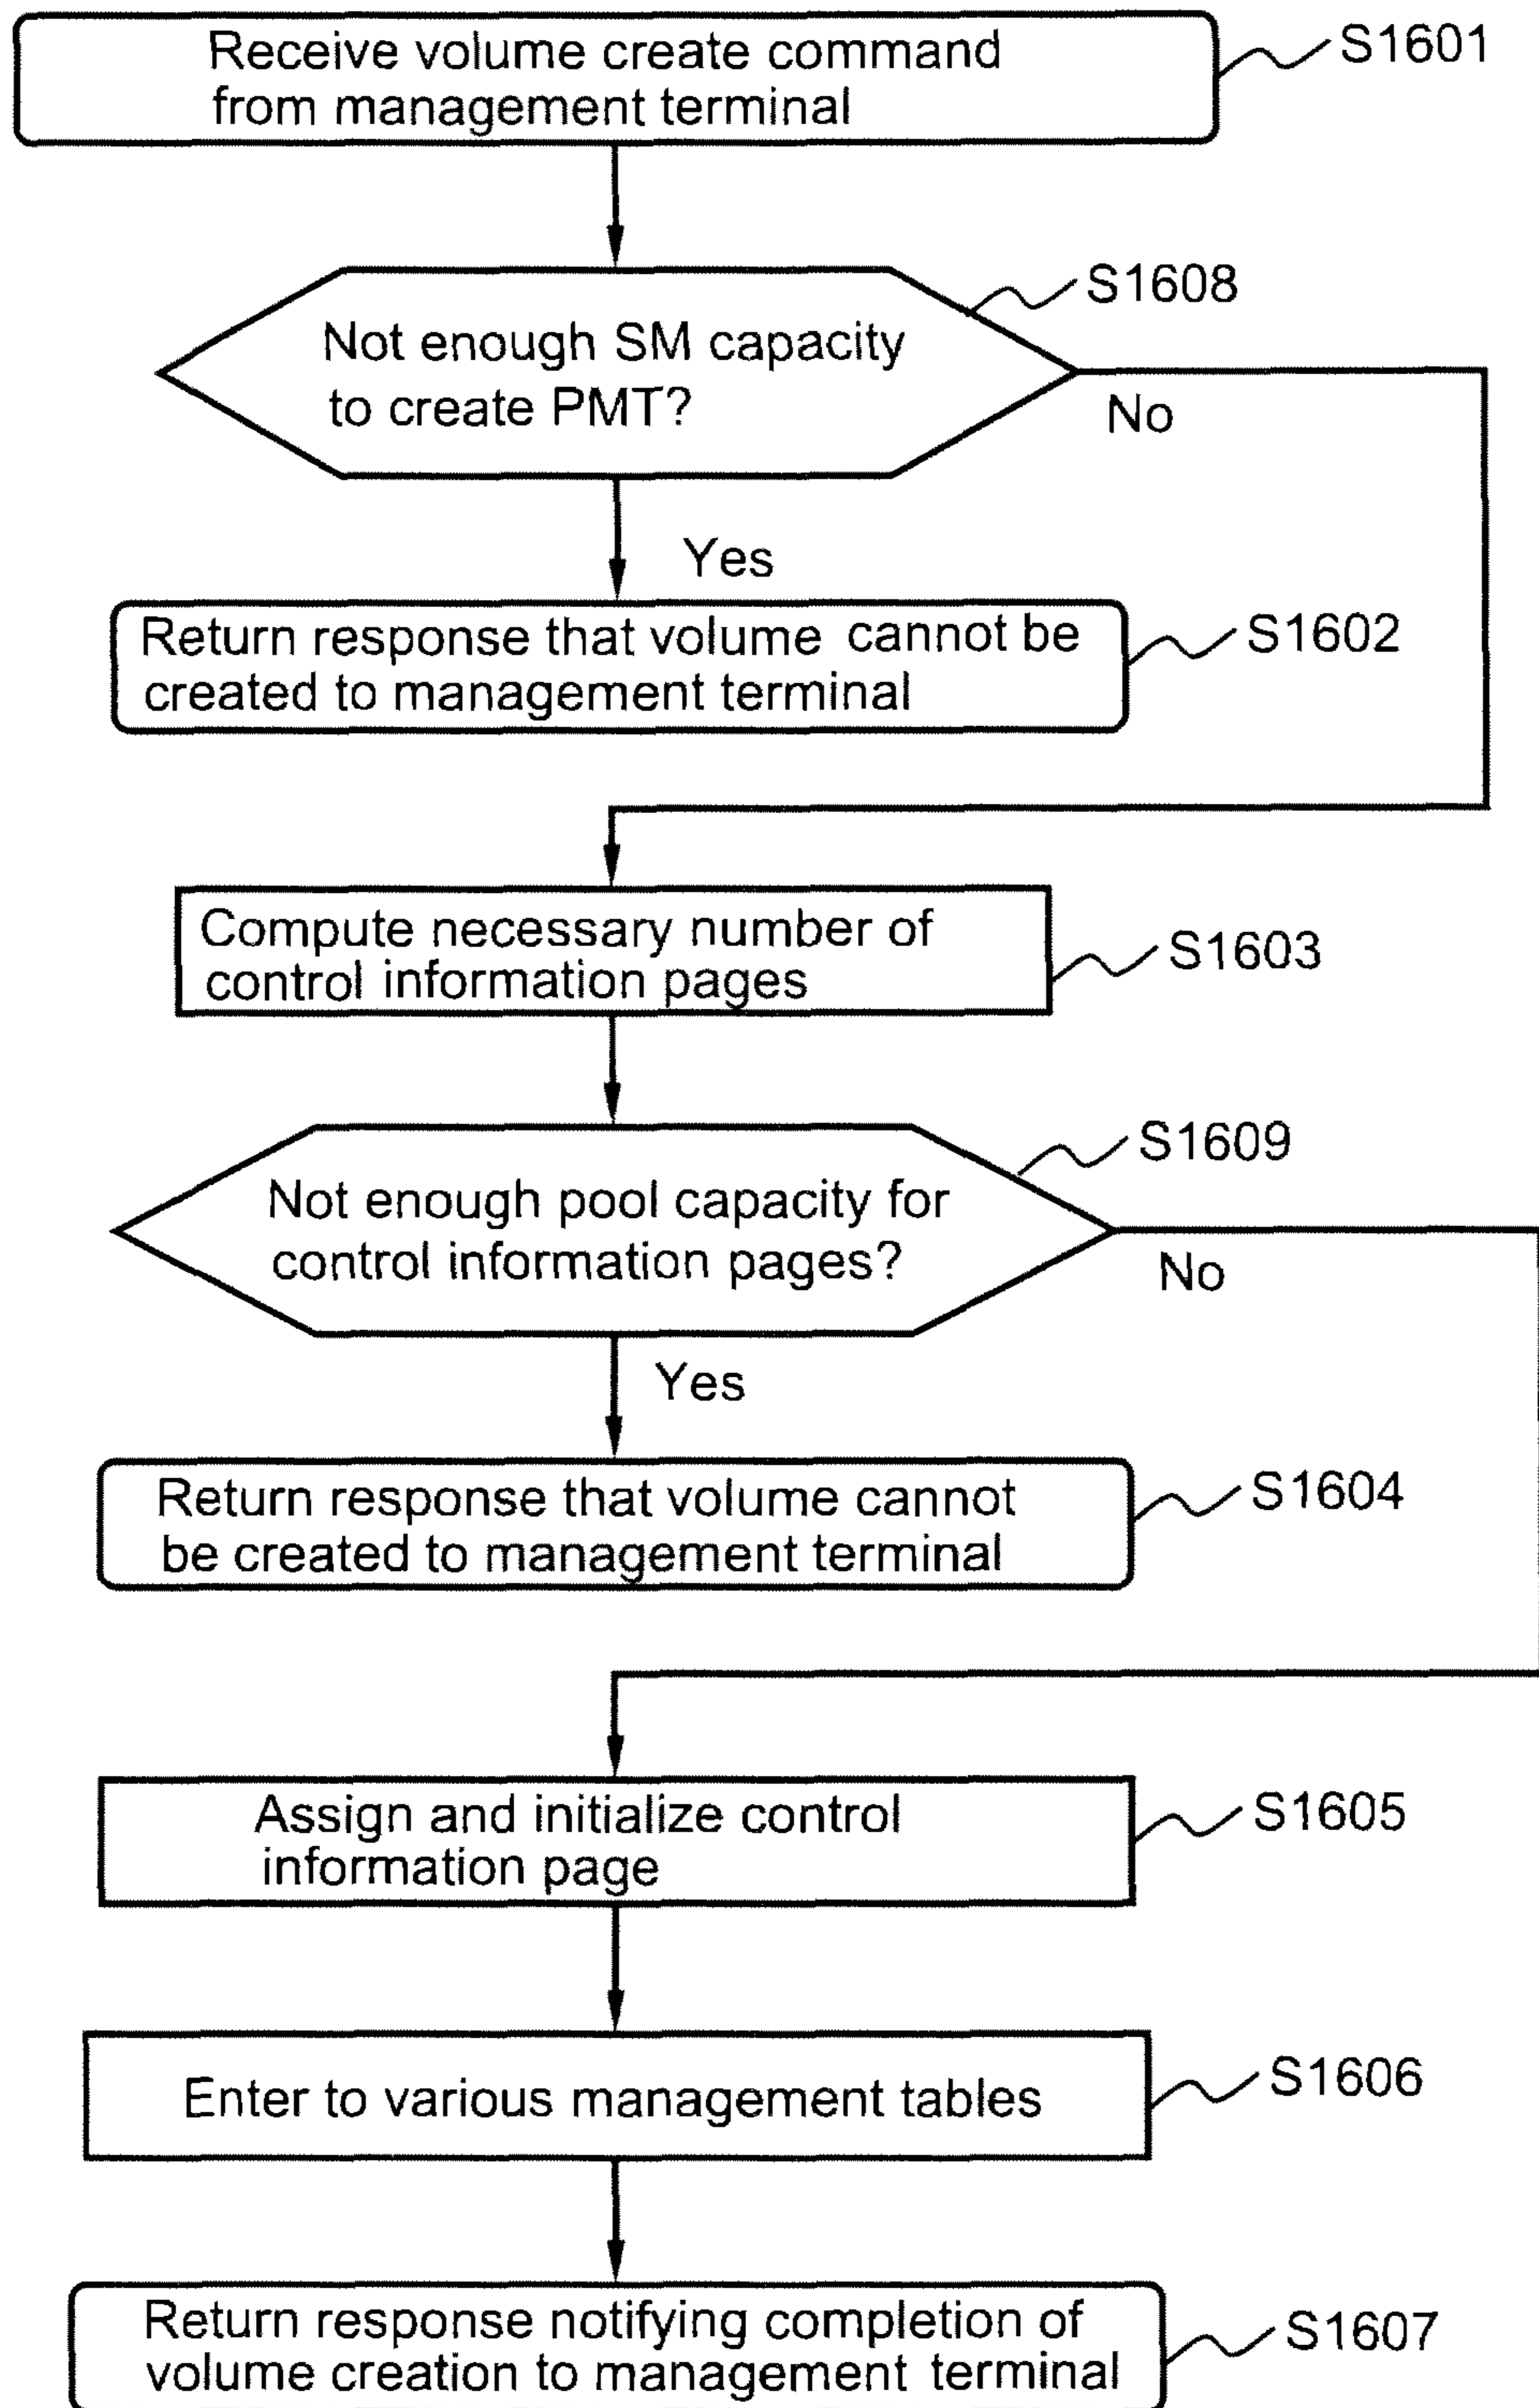 Receive volume create command
from management terminal
S1601
Not enough SM capacity
to create PMT?
S1608
No
Yes
Return response that volume cannot be
created to management terminal
S1602
Compute necessary number of
control information pages
S1603
Not enough pool capacity for
control information pages?
S1609
No
Yes
Return response that volume cannot
be created to management terminal
S1604
Assign and initialize control
information page
S1605
Enter to various management tables
S1606
Return response notifying completion of
volume creation to management terminal
S1607